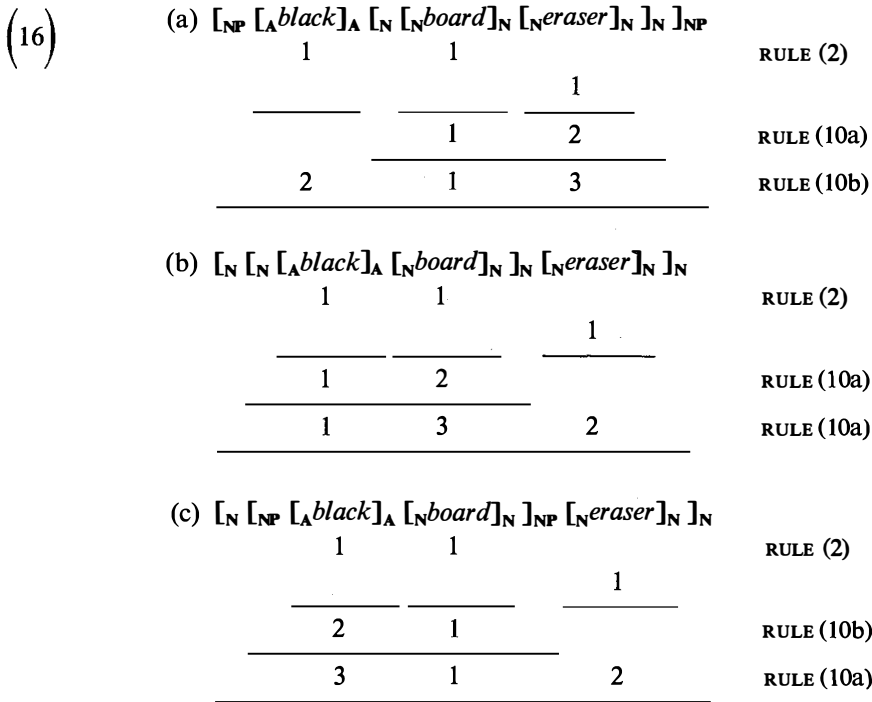 (16) (a) [NP [A black]A [N [N board]N [N eraser]N ]N ]NP
1 1 RULE (2)
1
1 2 RULE (10a)
2 1 3 RULE (10b)
(b) [N [N [A black]A [N board]N ]N [N eraser]N ]N
1 1 RULE (2)
1
1 2 RULE (10a)
1 3 2 RULE (10a)
(c) [N [NP [A black]A [N board]N ]NP [N eraser]N ]N
1 1 RULE (2)
1
2 1 RULE (10b)
3 1 2 RULE (10a)